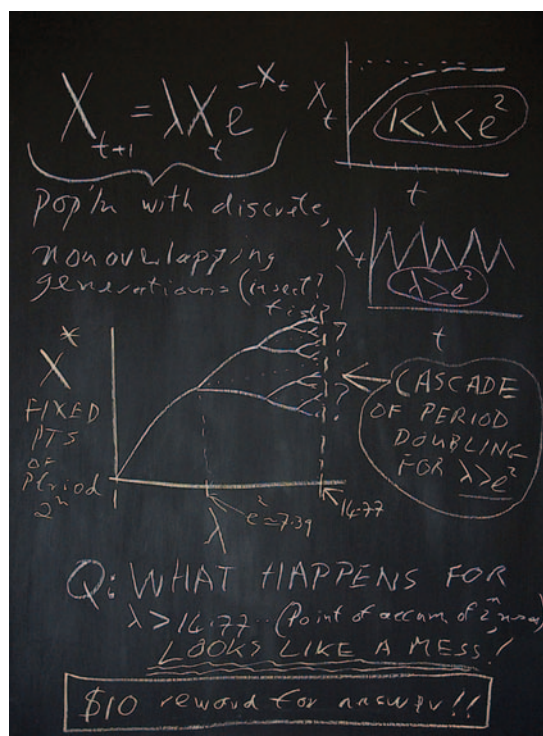 X_{t+1} = λX_t e^{-X_t}
X_t
1<λ<e²
t
pop'ln with discrete,
nonoverlapping
generations (insect?
fish?
X_t
λ>e²
t
X*
FIXED
PTS
OF
Period
2ⁿ
?
?
e²=7.39
14.77
λ
CASCADE
OF PERIOD
DOUBLING
FOR λ>e²
Q: WHAT HAPPENS FOR
λ>14.77.. (Point of accum of 2ⁿ,
LOOKS LIKE A MESS!
$10 reward for answer!!